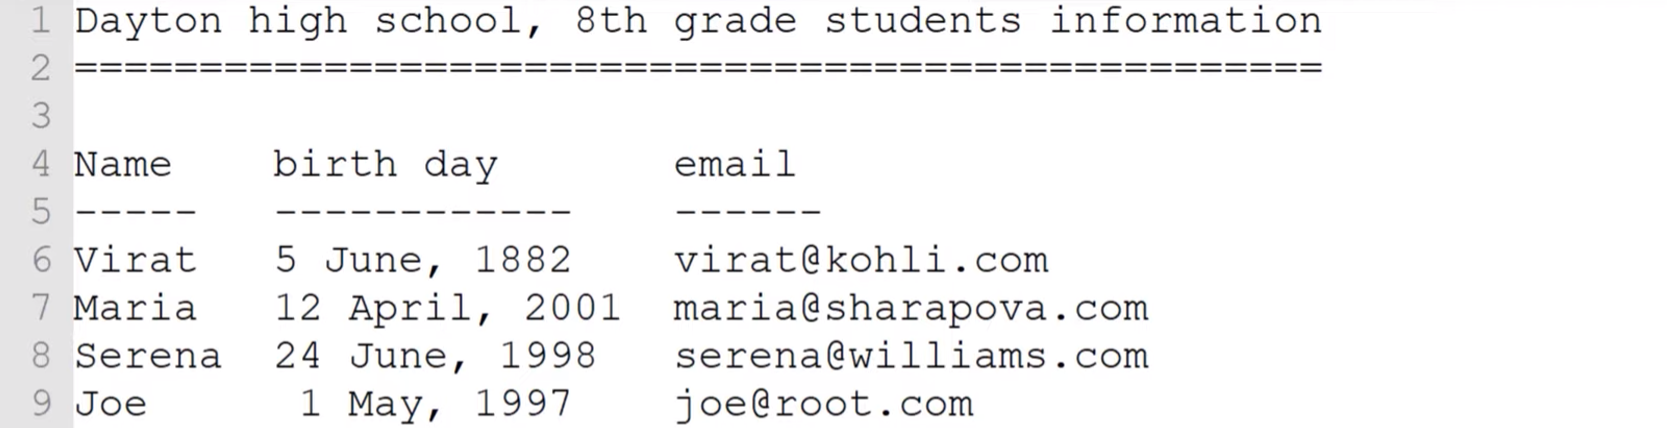 1 Dayton high school, 8th grade students information
2 ==================================================
3
4 Name    birth day       email
5 -----   ------------    ------
6 Virat   5 June, 1882    virat@kohli.com
7 Maria   12 April, 2001  maria@sharapova.com
8 Serena  24 June, 1998   serena@williams.com
9 Joe      1 May, 1997    joe@root.com